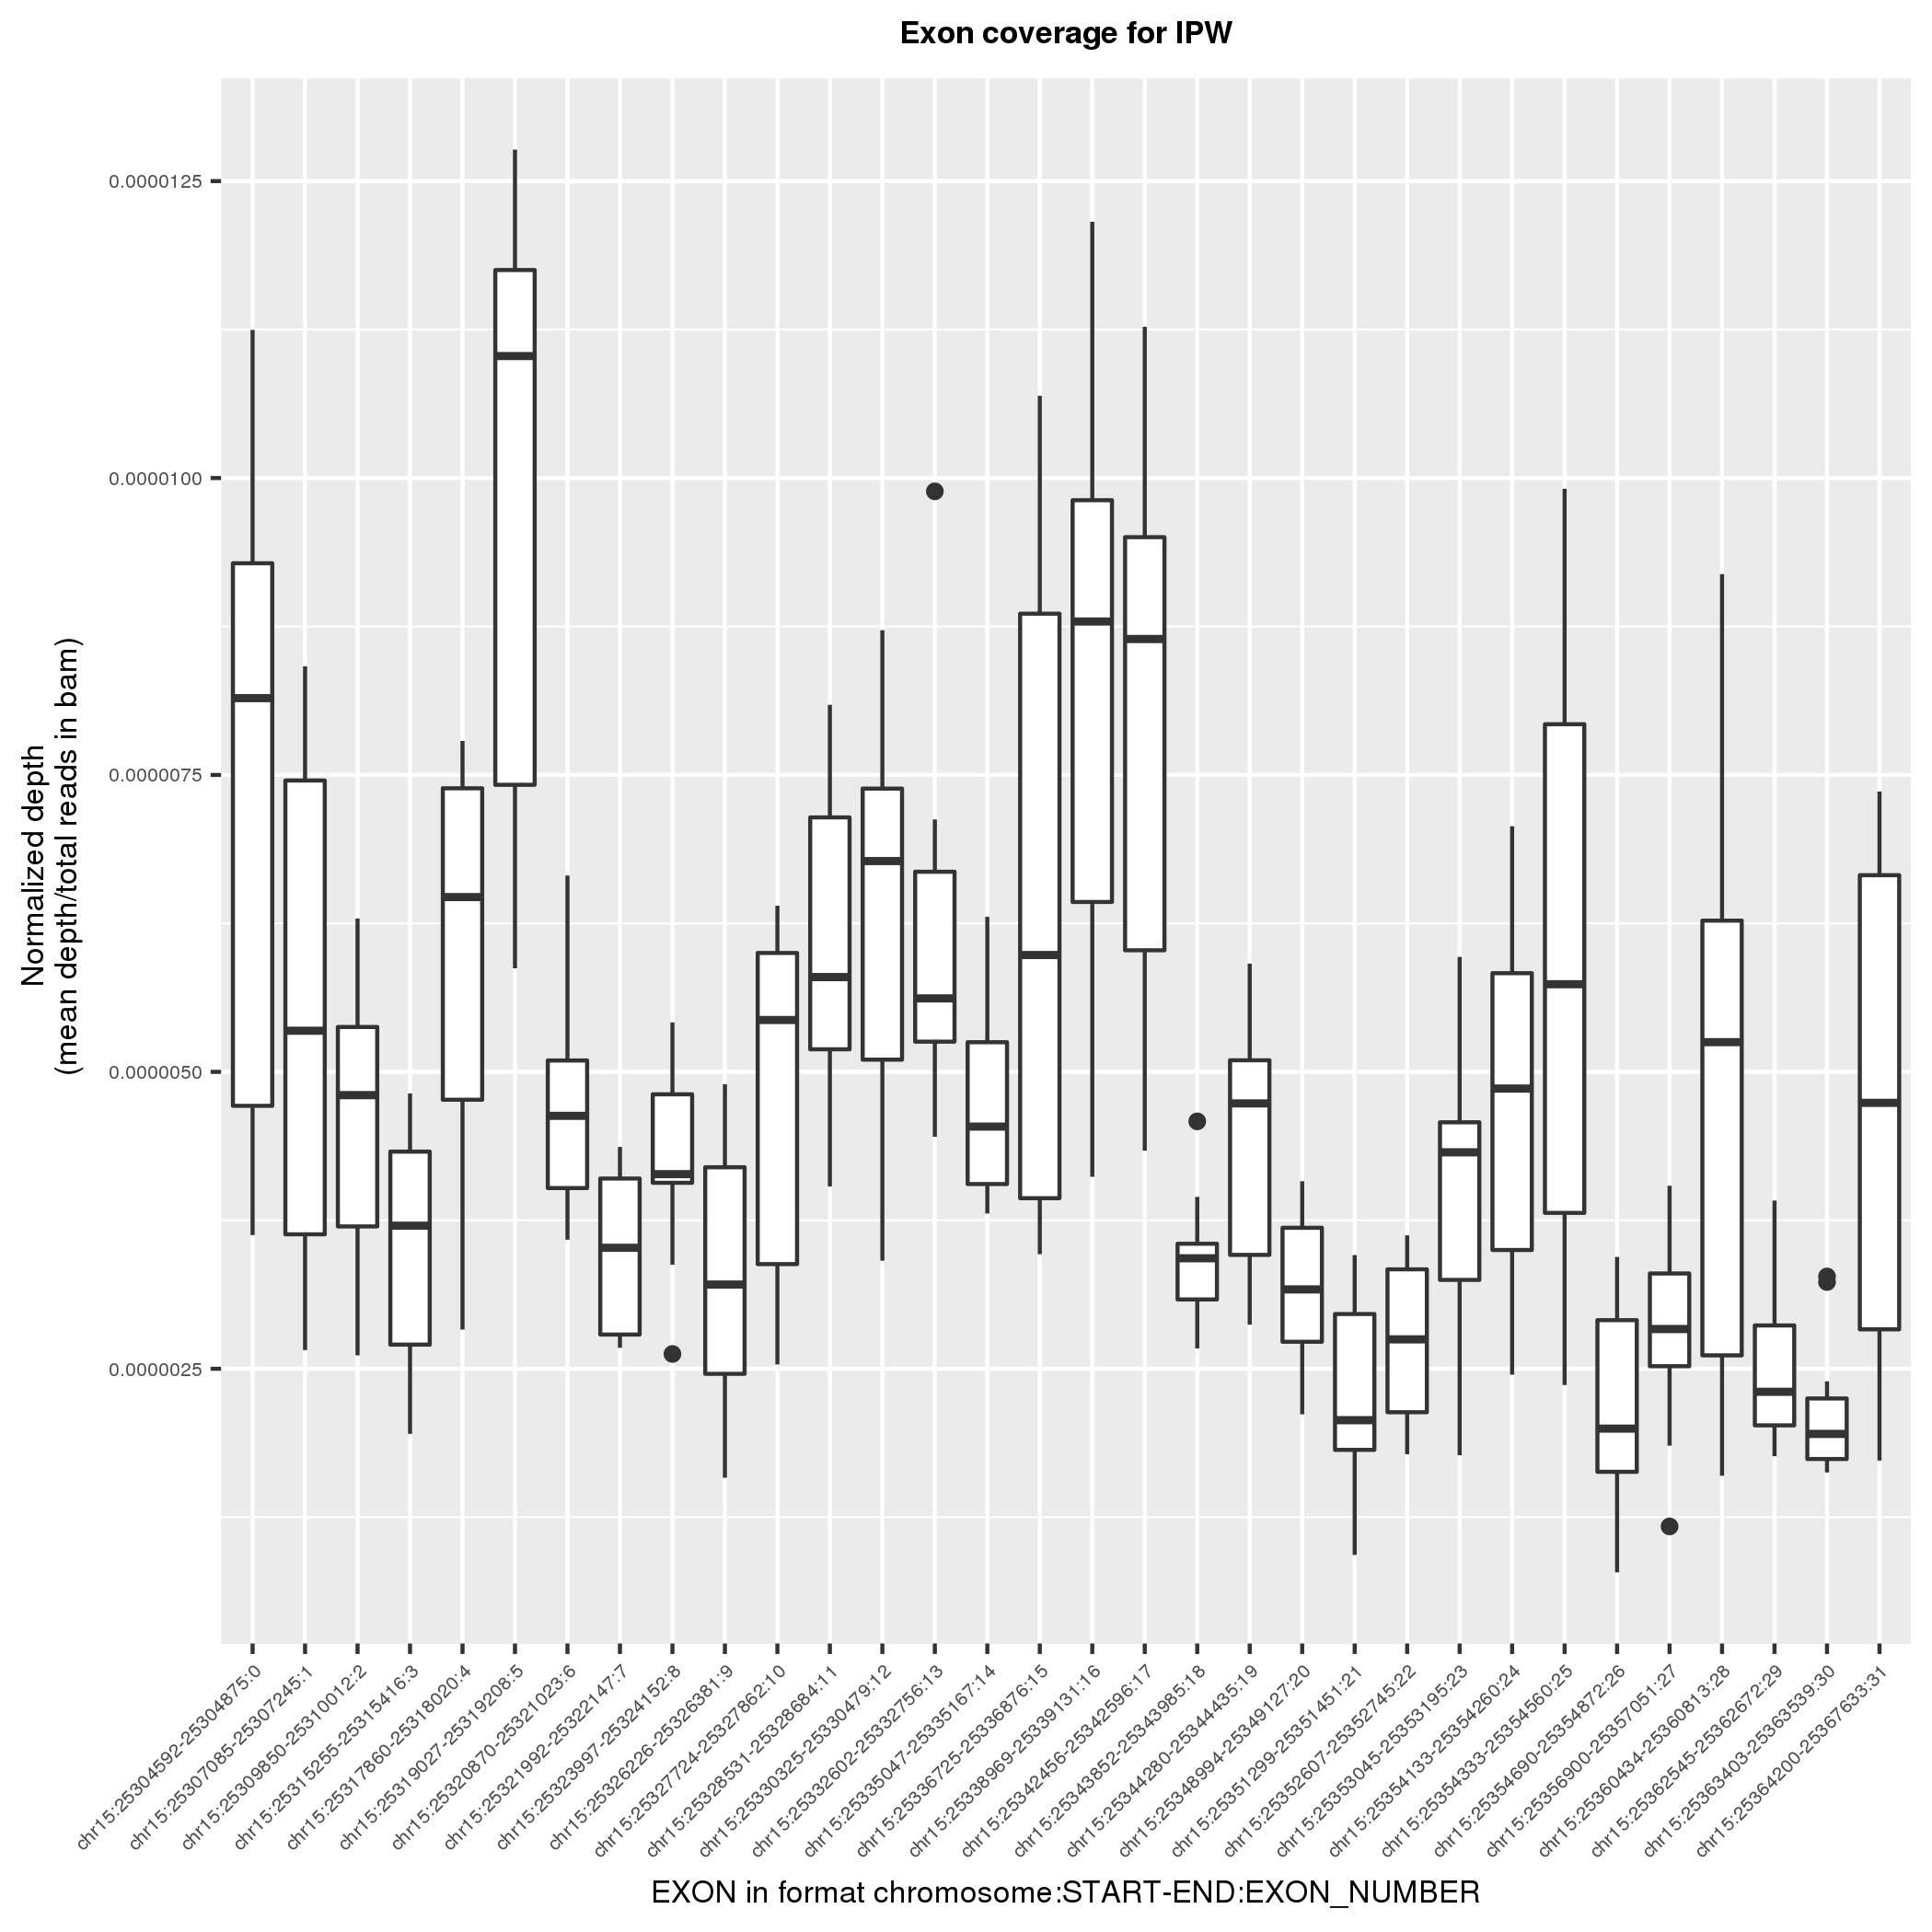 Exon coverage for IPW
Normalized depth
(mean depth/total reads in bam)
0.0000125
0.0000100
0.0000075
0.0000050
0.0000025
chr15:25304592-25304875:0
chr15:25307085-25307245:1
chr15:25309850-25310012:2
chr15:25315255-25315416:3
chr15:25317860-25318020:4
chr15:25319027-25319208:5
chr15:25320870-25321023:6
chr15:25321992-25322147:7
chr15:25323997-25324152:8
chr15:25326226-25326381:9
chr15:25327724-25327862:10
chr15:25328531-25328684:11
chr15:25330325-25330479:12
chr15:25332602-25332756:13
chr15:25335047-25335167:14
chr15:25336725-25336876:15
chr15:25338969-25339131:16
chr15:25342456-25342596:17
chr15:25343852-25343985:18
chr15:25344280-25344435:19
chr15:25348994-25349127:20
chr15:25351299-25351451:21
chr15:25352607-25352745:22
chr15:25353045-25353195:23
chr15:25354133-25354260:24
chr15:25354433-25354560:25
chr15:25354690-25354872:26
chr15:25356900-25357051:27
chr15:25360434-25360813:28
chr15:25362545-25362672:29
chr15:25363403-25363539:30
chr15:25364200-25367633:31
EXON in format chromosome:START-END:EXON_NUMBER